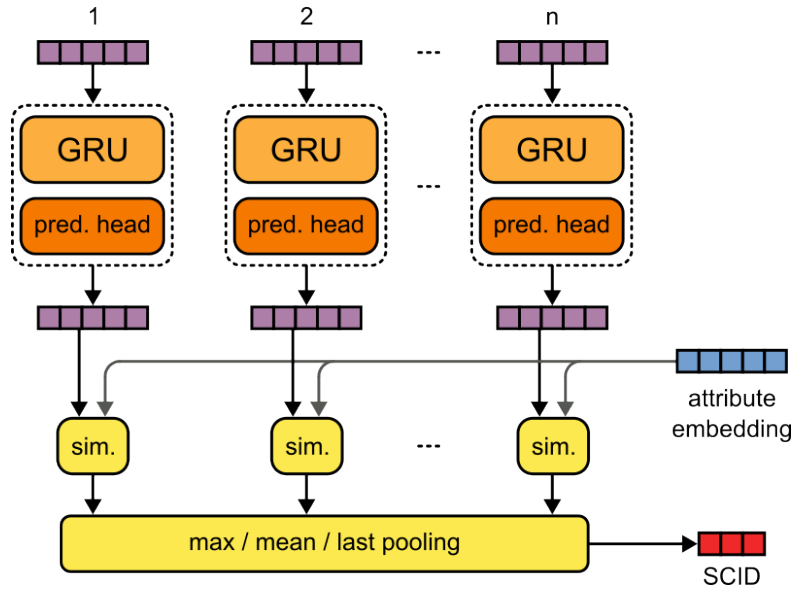 1 2 n
...
GRU GRU GRU
...
pred. head pred. head pred. head
attribute
embedding
sim. sim. ... sim.
max / mean / last pooling
SCID